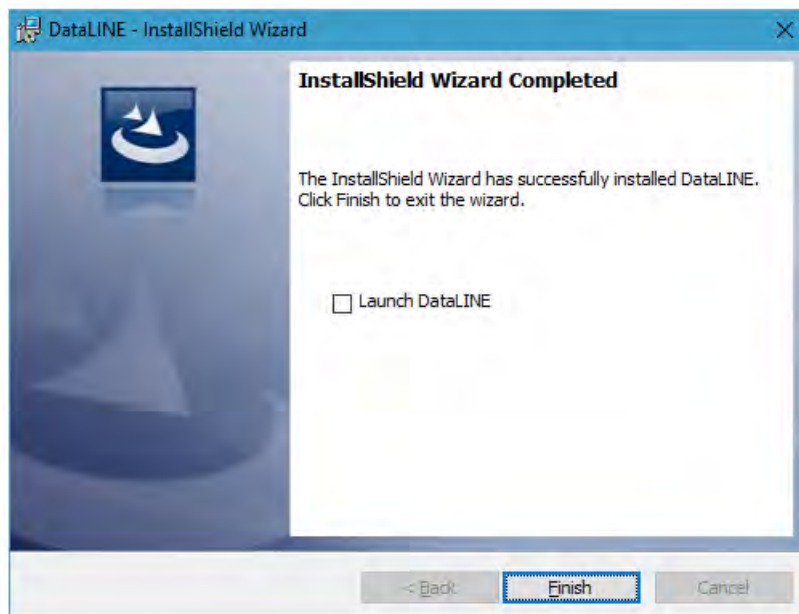 DataLINE - InstallShield Wizard
InstallShield Wizard Completed
The InstallShield Wizard has successfully installed DataLINE.
Click Finish to exit the wizard.
Launch DataLINE
< Back Finish Cancel